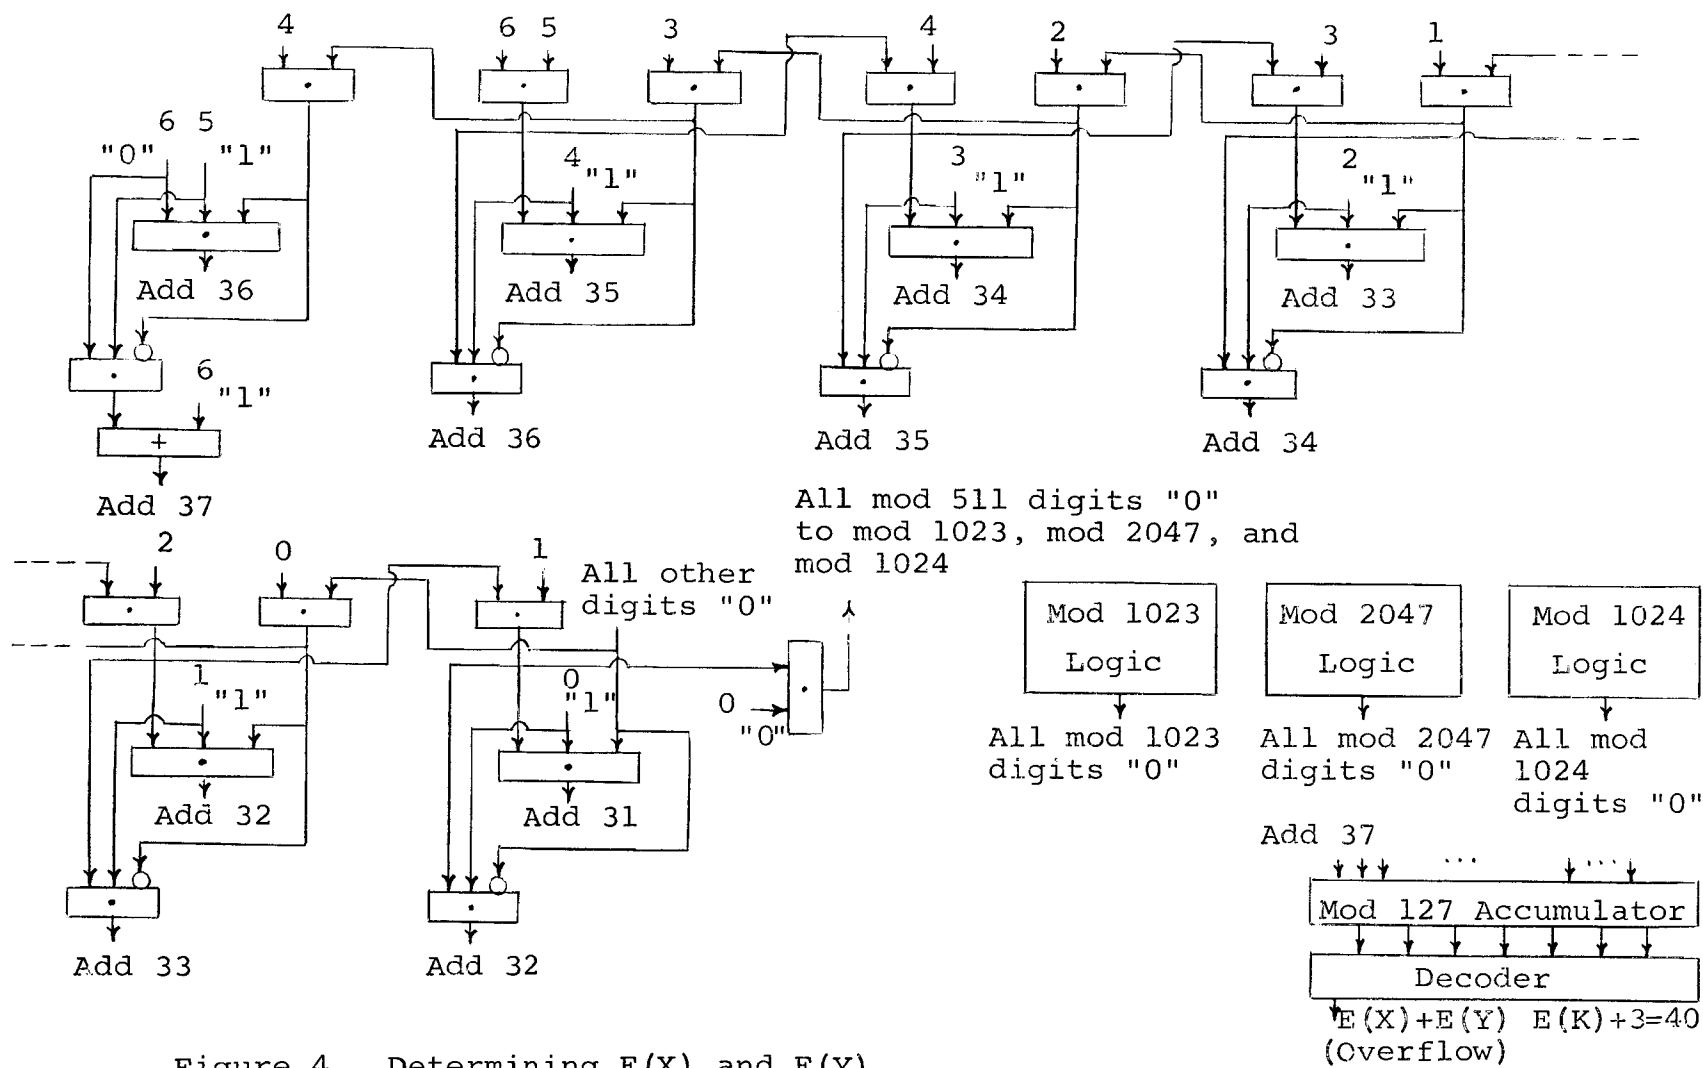 4 6 5 3 4 2 3 1
6 5
"0" "1"
4 "1" 3 "1" 2 "1"
Add 36 Add 35 Add 34 Add 33
6 "1"
+
Add 36 Add 35 Add 34
Add 37
All mod 511 digits "0"
to mod 1023, mod 2047, and
mod 1024
2 0 1
All other
digits "0"
Mod 1023
Logic
Mod 2047
Logic
Mod 1024
Logic
1 "1"
0 "1"
0
"0"
All mod 1023
digits "0"
All mod 2047
digits "0"
All mod
1024
digits "0"
Add 32 Add 31
Add 37
... ...
Mod 127 Accumulator
Decoder
Add 33 Add 32
E(X)+E(Y) E(K)+3=40
(Overflow)
Figure 4 Determining E(X) and E(Y)